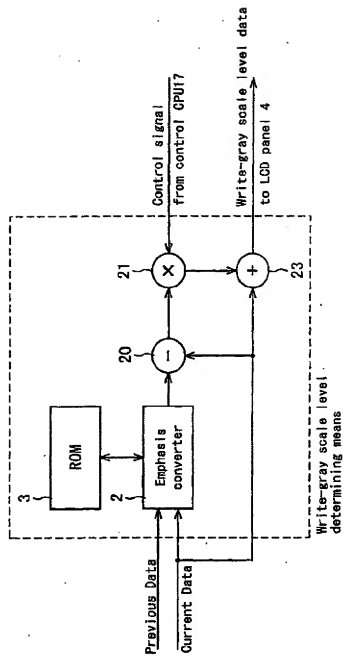 Previous Data
Current Data
3
ROM
2
Emphasis
converter
20
−
21
×
23
+
Control signal
from control CPU17
Write-gray scale level data
to LCD panel 4
Write-gray scale level
determining means